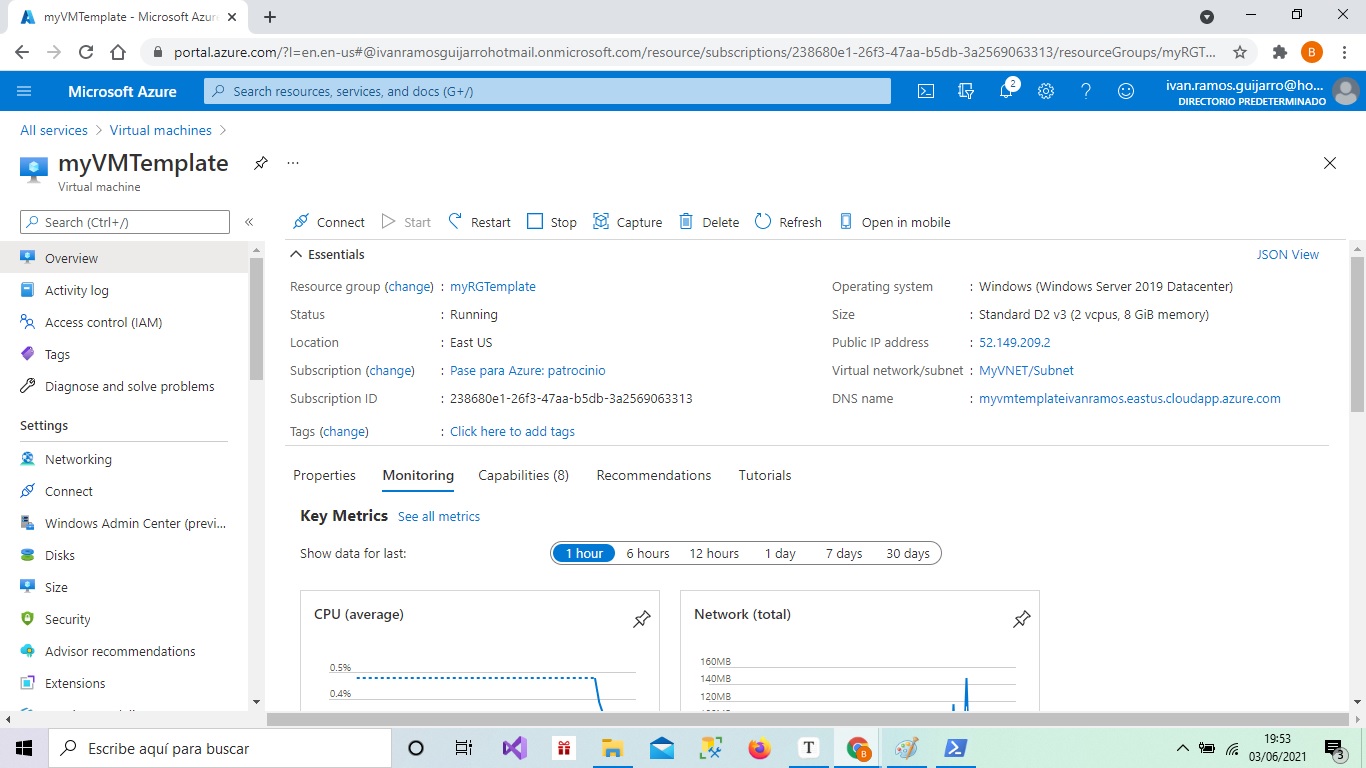 myVMTemplate - Microsoft Azur
portal.azure.com/?l=en.en-us#@ivanramosguijarrohotmail.onmicrosoft.com/resource/subscriptions/238680e1-26f3-47aa-b5db-3a2569063313/resourceGroups/myRGT...
B
Microsoft Azure
Search resources, services, and docs (G+/)
2
ivan.ramos.guijarro@ho...
DIRECTORIO PREDETERMINADO
All services > Virtual machines >
myVMTemplate
...
Virtual machine
Search (Ctrl+/)
«
Connect Start Restart Stop Capture Delete Refresh Open in mobile
Overview
Activity log
Access control (IAM)
Tags
Diagnose and solve problems
Settings
Networking
Connect
Windows Admin Center (previ...
Disks
Size
Security
Advisor recommendations
Extensions
Essentials
JSON View
Resource group (change) : myRGTemplate
Status : Running
Location : East US
Subscription (change) : Pase para Azure: patrocinio
Subscription ID : 238680e1-26f3-47aa-b5db-3a2569063313
Tags (change) : Click here to add tags
Operating system : Windows (Windows Server 2019 Datacenter)
Size : Standard D2 v3 (2 vcpus, 8 GiB memory)
Public IP address : 52.149.209.2
Virtual network/subnet : MyVNET/Subnet
DNS name : myvmtemplateivanramos.eastus.cloudapp.azure.com
Properties Monitoring Capabilities (8) Recommendations Tutorials
Key Metrics See all metrics
Show data for last: 1 hour 6 hours 12 hours 1 day 7 days 30 days
CPU (average)
0.5%
0.4%
Network (total)
160MB
140MB
120MB
Escribe aquí para buscar
T
B
19:53
03/06/2021
3